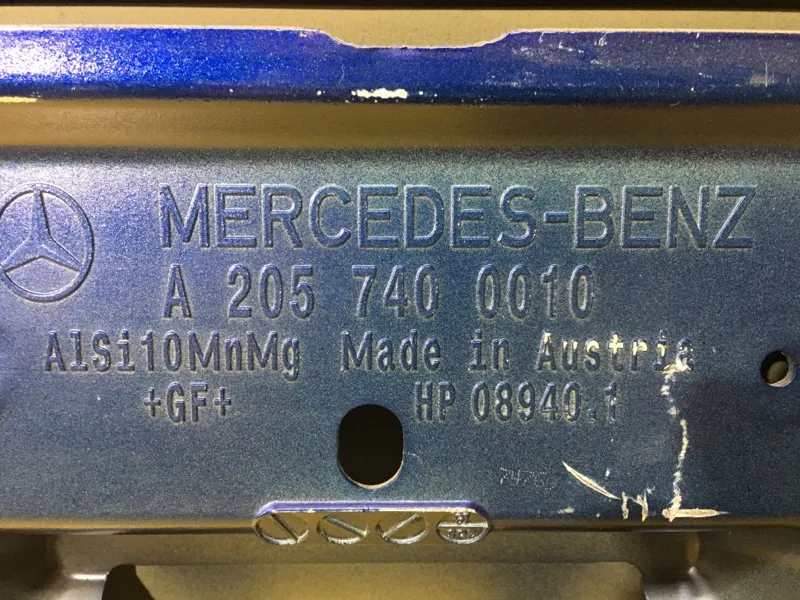 MERCEDES-BENZ
A 205 740 0010
AlSi10MnMg Made in Austria
+GF+ HP 08940.1